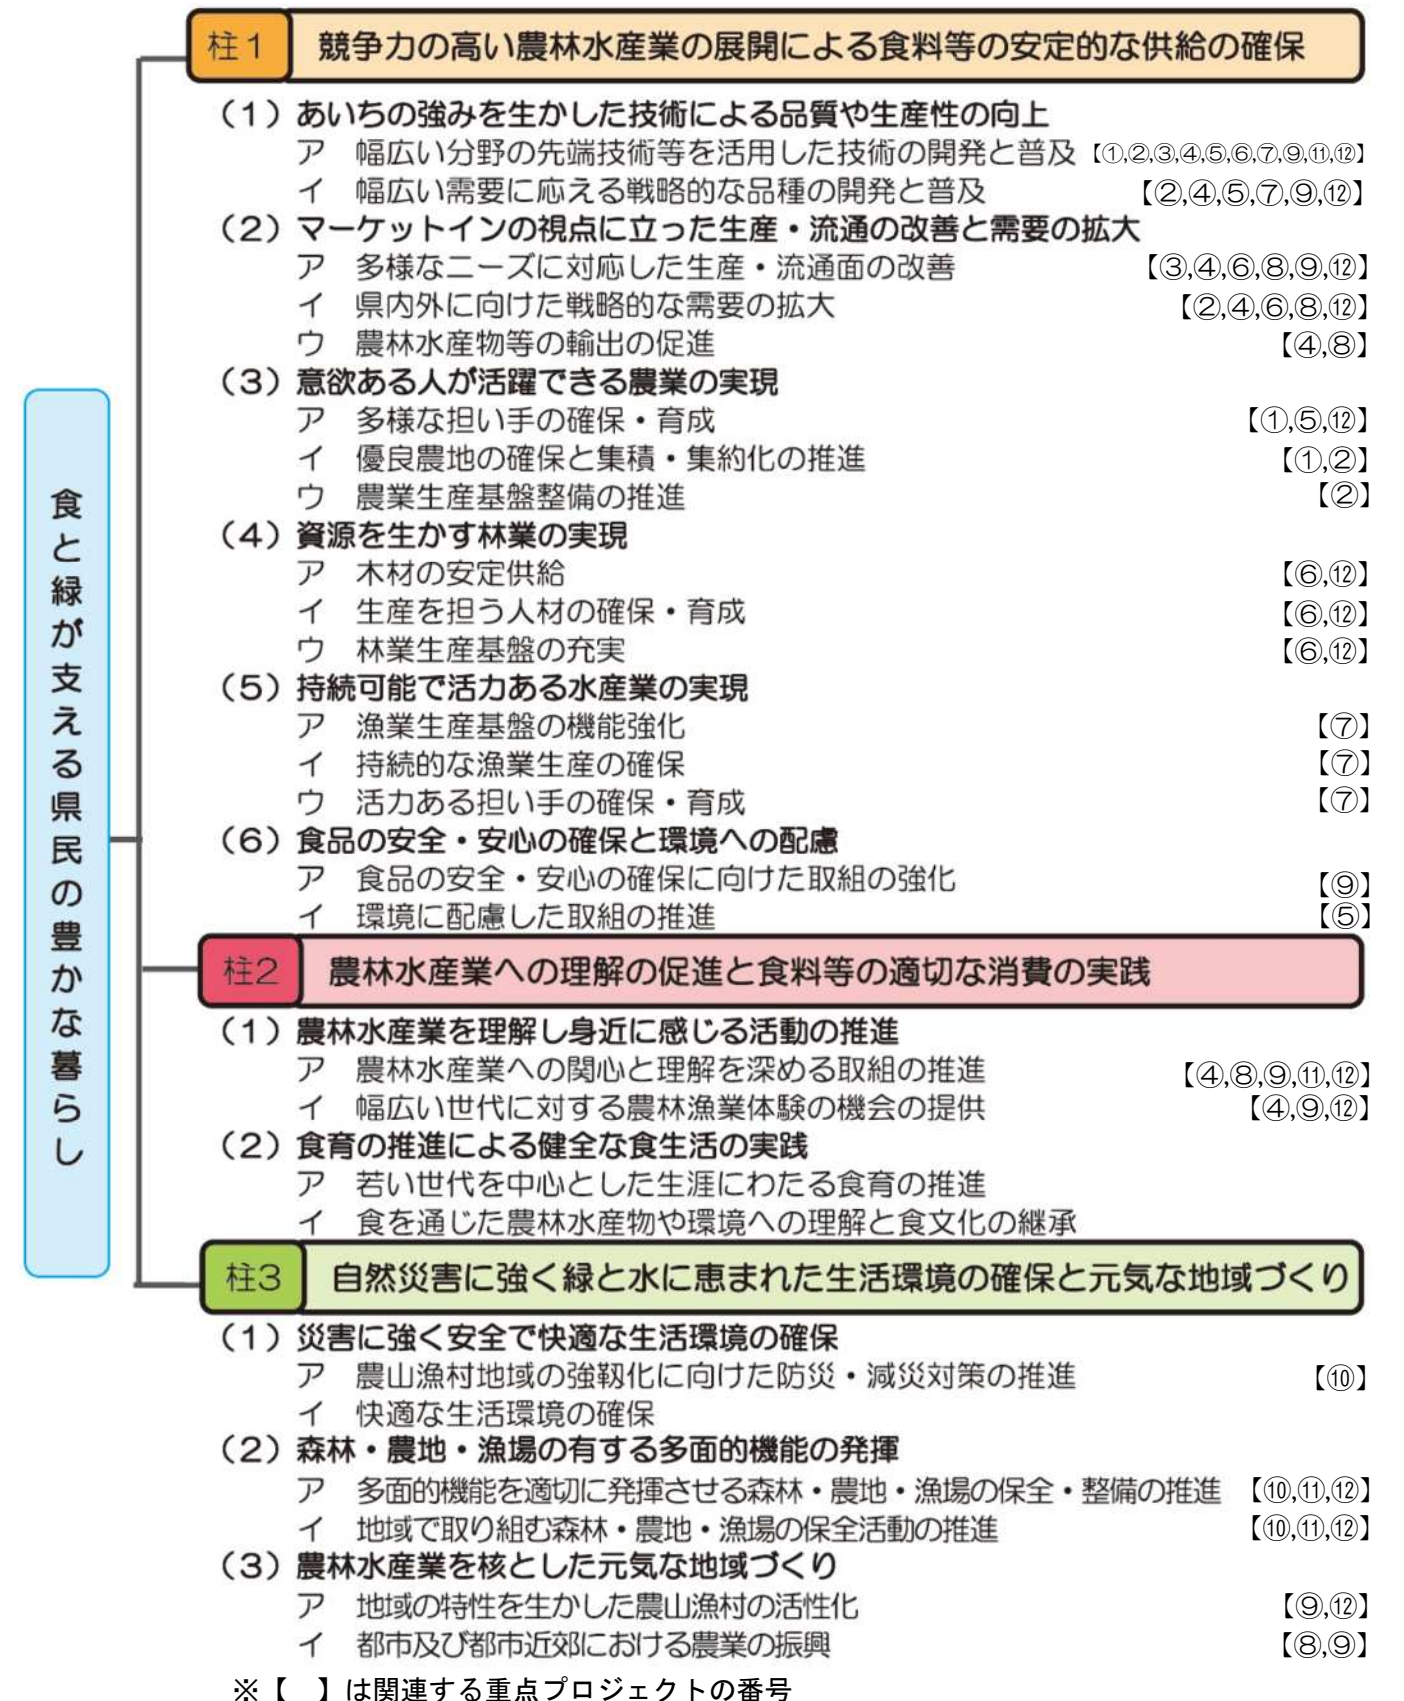 食と緑が支える県民の豊かな暮らし
柱1 競争力の高い農林水産業の展開による食料等の安定的な供給の確保
（1）あいちの強みを生かした技術による品質や生産性の向上
ア 幅広い分野の先端技術等を活用した技術の開発と普及【①,②,③,④,⑤,⑥,⑦,⑨,⑪,⑫】
イ 幅広い需要に応える戦略的な品種の開発と普及 【②,④,⑤,⑦,⑨,⑫】
（2）マーケットインの視点に立った生産・流通の改善と需要の拡大
ア 多様なニーズに対応した生産・流通面の改善 【③,④,⑥,⑧,⑨,⑫】
イ 県内外に向けた戦略的な需要の拡大 【②,④,⑥,⑧,⑫】
ウ 農林水産物等の輸出の促進 【④,⑧】
（3）意欲ある人が活躍できる農業の実現
ア 多様な担い手の確保・育成 【①,⑤,⑫】
イ 優良農地の確保と集積・集約化の推進 【①,②】
ウ 農業生産基盤整備の推進 【②】
（4）資源を生かす林業の実現
ア 木材の安定供給 【⑥,⑫】
イ 生産を担う人材の確保・育成 【⑥,⑫】
ウ 林業生産基盤の充実 【⑥,⑫】
（5）持続可能で活力ある水産業の実現
ア 漁業生産基盤の機能強化 【⑦】
イ 持続的な漁業生産の確保 【⑦】
ウ 活力ある担い手の確保・育成 【⑦】
（6）食品の安全・安心の確保と環境への配慮
ア 食品の安全・安心の確保に向けた取組の強化 【⑨】
イ 環境に配慮した取組の推進 【⑤】
柱2 農林水産業への理解の促進と食料等の適切な消費の実践
（1）農林水産業を理解し身近に感じる活動の推進
ア 農林水産業への関心と理解を深める取組の推進 【④,⑧,⑨,⑪,⑫】
イ 幅広い世代に対する農林漁業体験の機会の提供 【④,⑨,⑫】
（2）食育の推進による健全な食生活の実践
ア 若い世代を中心とした生涯にわたる食育の推進
イ 食を通じた農林水産物や環境への理解と食文化の継承
柱3 自然災害に強く緑と水に恵まれた生活環境の確保と元気な地域づくり
（1）災害に強く安全で快適な生活環境の確保
ア 農山漁村地域の強靱化に向けた防災・減災対策の推進 【⑩】
イ 快適な生活環境の確保
（2）森林・農地・漁場の有する多面的機能の発揮
ア 多面的機能を適切に発揮させる森林・農地・漁場の保全・整備の推進 【⑩,⑪,⑫】
イ 地域で取り組む森林・農地・漁場の保全活動の推進 【⑩,⑪,⑫】
（3）農林水産業を核とした元気な地域づくり
ア 地域の特性を生かした農山漁村の活性化 【⑨,⑫】
イ 都市及び都市近郊における農業の振興 【⑧,⑨】
※【 】は関連する重点プロジェクトの番号